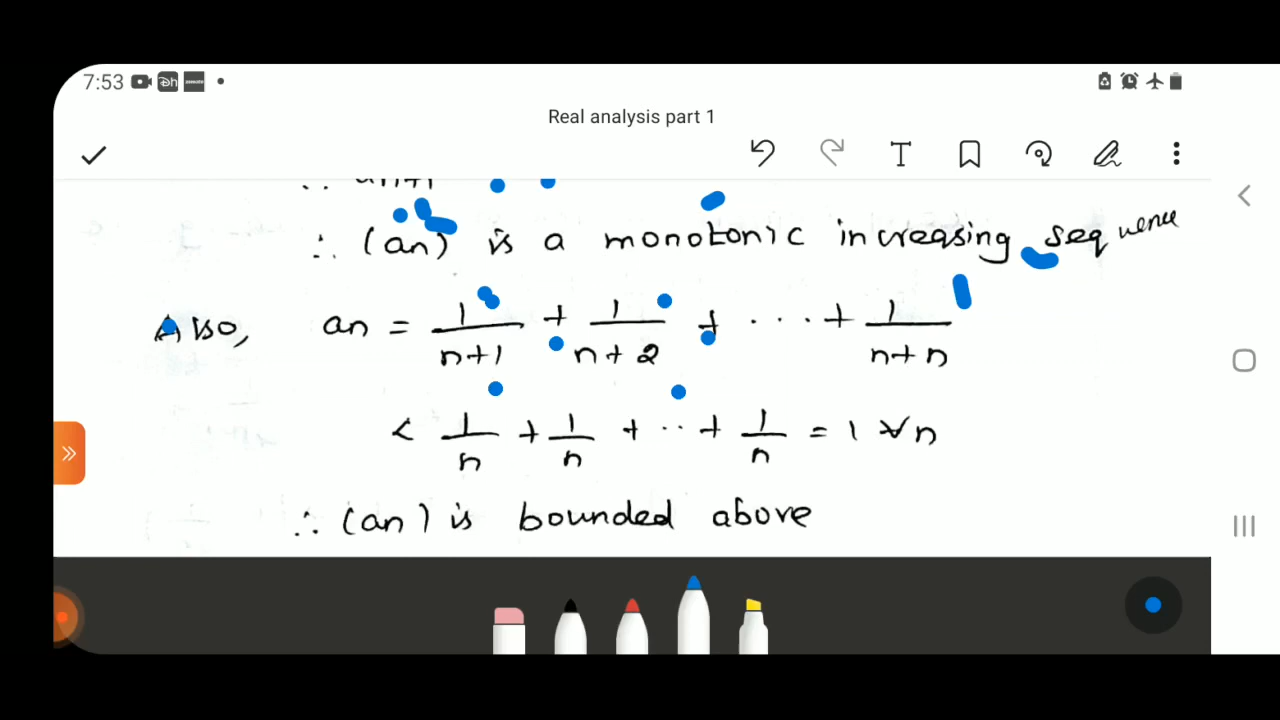 7:53
Real analysis part 1
∴ (an) is a monotonic increasing sequence
Also, an = 1/n+1 + 1/n+2 + ... + 1/n+n
< 1/n + 1/n + .. + 1/n = 1 ∀n
∴ (an) is bounded above